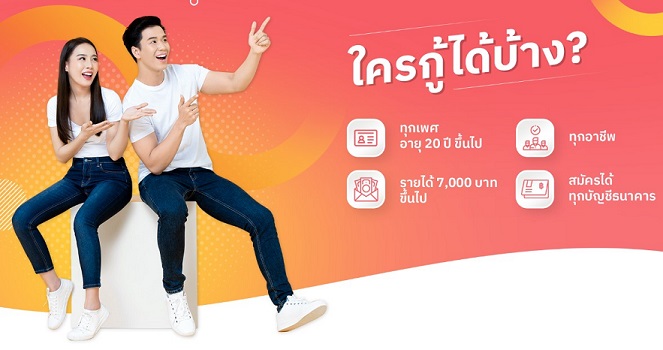 ใครกู้ได้บ้าง?
ทุกเพศ
อายุ 20 ปี ขึ้นไป
ทุกอาชีพ
รายได้ 7,000 บาท
ขึ้นไป
สมัครได้
ทุกบัญชีธนาคาร